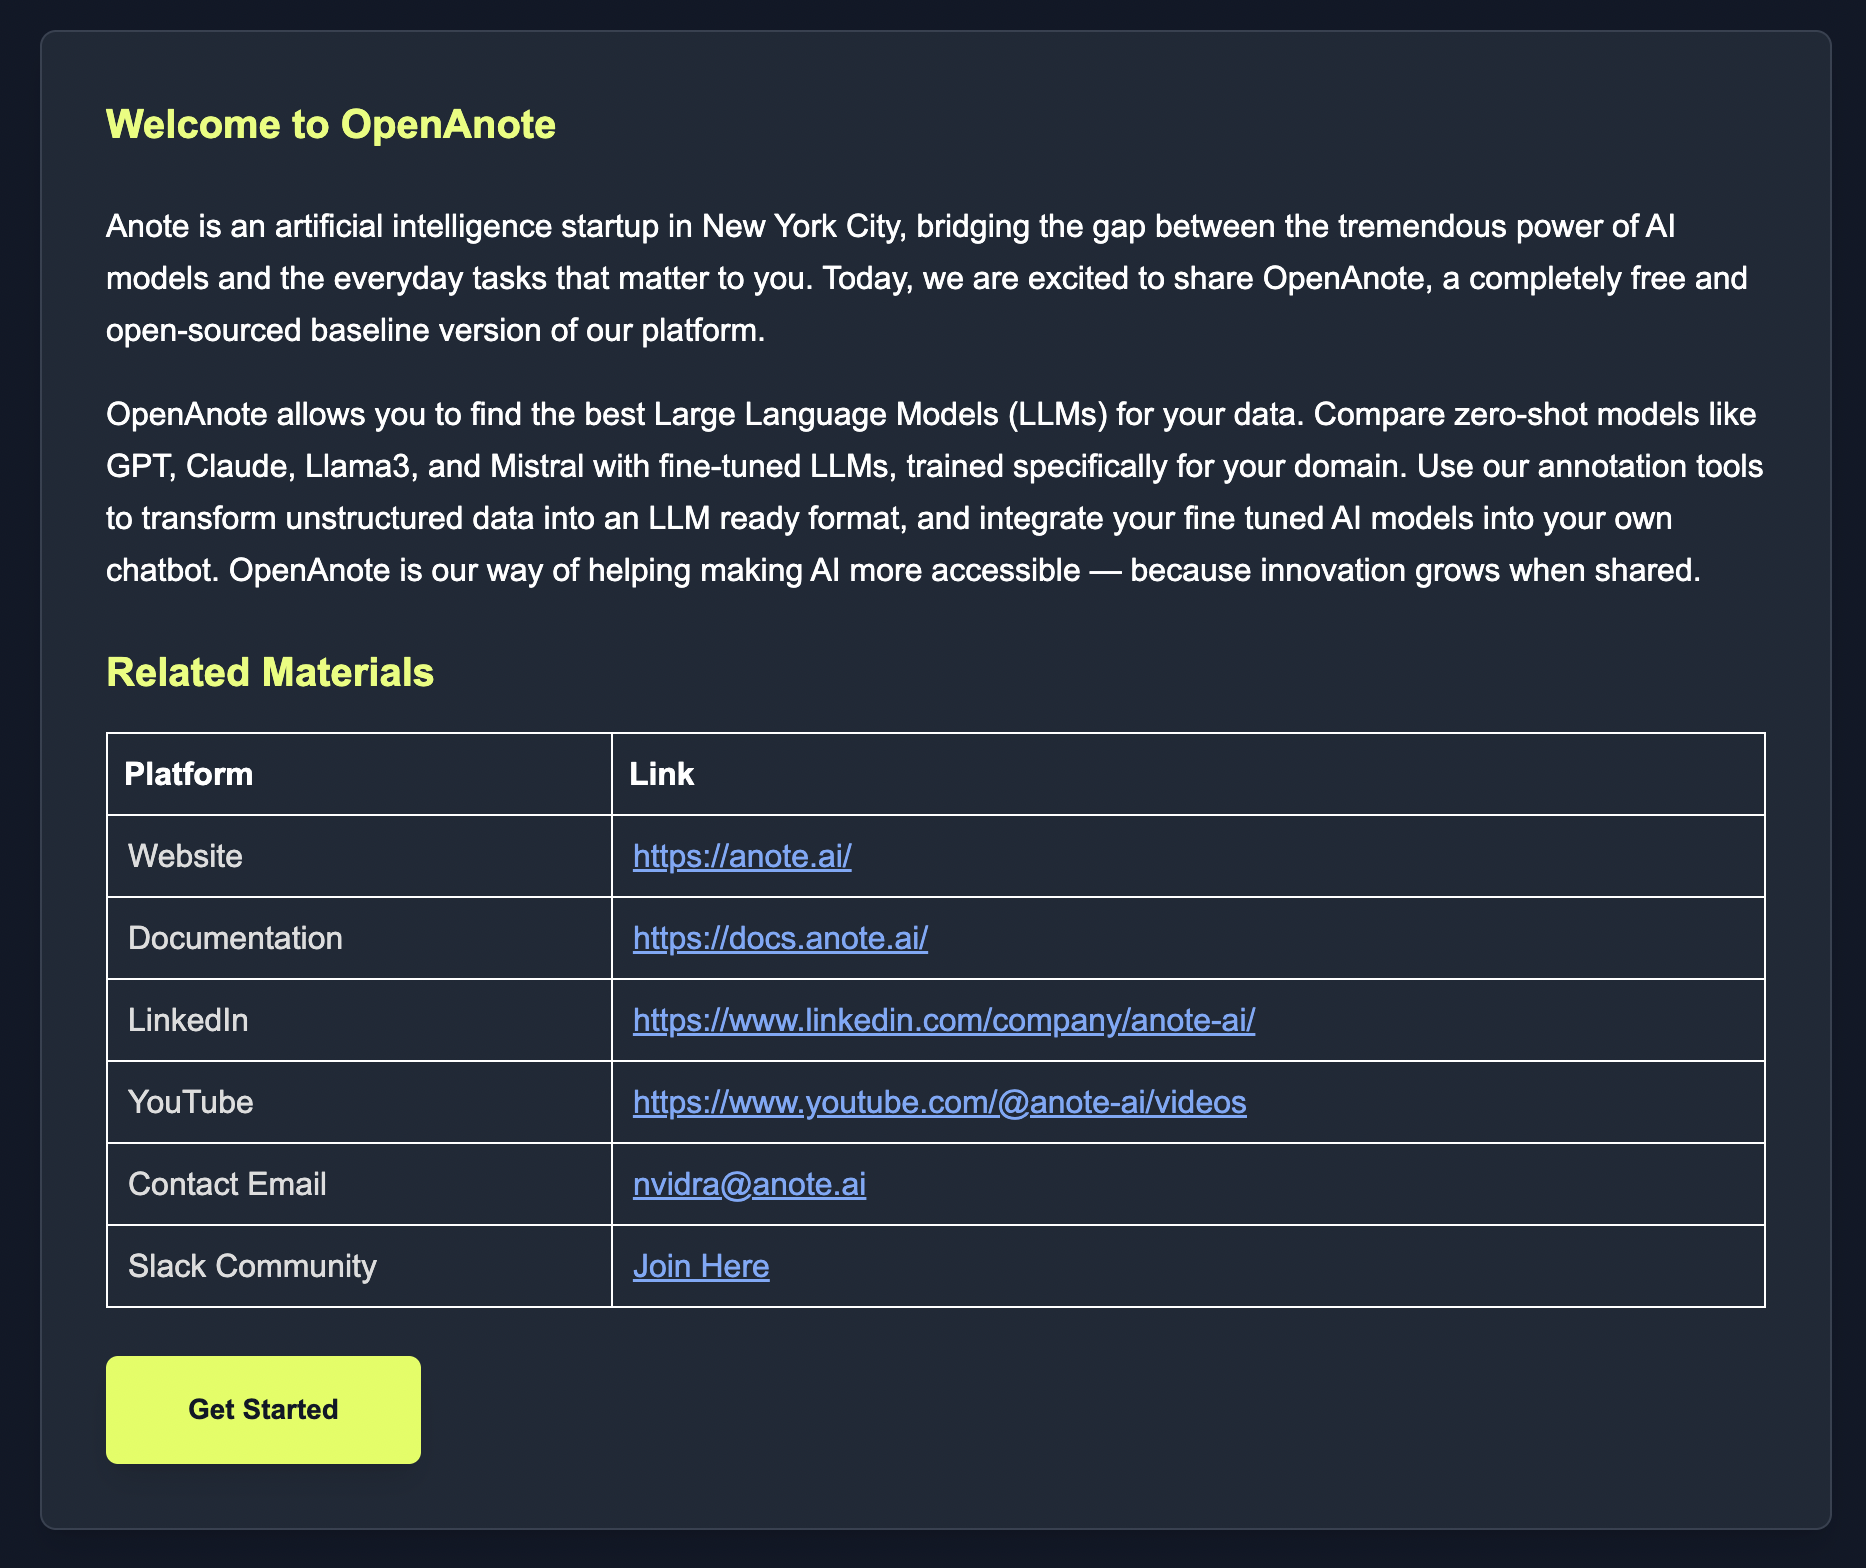 Welcome to OpenAnote
Anote is an artificial intelligence startup in New York City, bridging the gap between the tremendous power of AI
models and the everyday tasks that matter to you. Today, we are excited to share OpenAnote, a completely free and
open-sourced baseline version of our platform.
OpenAnote allows you to find the best Large Language Models (LLMs) for your data. Compare zero-shot models like
GPT, Claude, Llama3, and Mistral with fine-tuned LLMs, trained specifically for your domain. Use our annotation tools
to transform unstructured data into an LLM ready format, and integrate your fine tuned AI models into your own
chatbot. OpenAnote is our way of helping making AI more accessible — because innovation grows when shared.
Related Materials
Platform Link
Website https://anote.ai/
Documentation https://docs.anote.ai/
LinkedIn https://www.linkedin.com/company/anote-ai/
YouTube https://www.youtube.com/@anote-ai/videos
Contact Email nvidra@anote.ai
Slack Community Join Here
Get Started